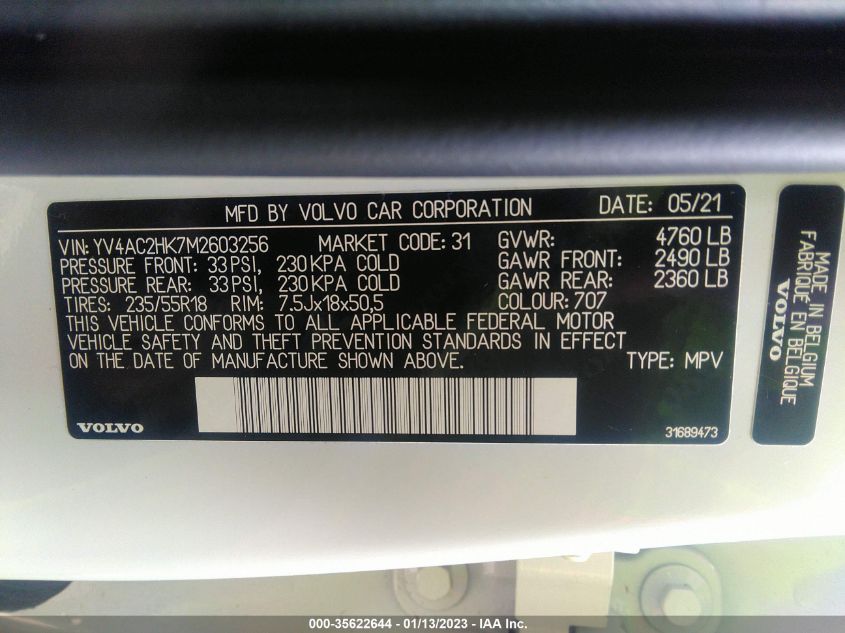 MFD BY VOLVO CAR CORPORATION DATE: 05/21
VIN: YV4AC2HK7M2603256 MARKET CODE: 31 GVWR: 4760 LB
PRESSURE FRONT: 33 PSI, 230 KPA COLD GAWR FRONT: 2490 LB
PRESSURE REAR: 33 PSI, 230 KPA COLD GAWR REAR: 2360 LB
TIRES: 235/55R18 RIM: 7.5Jx18x50,5 COLOUR: 707
THIS VEHICLE CONFORMS TO ALL APPLICABLE FEDERAL MOTOR
VEHICLE SAFETY AND THEFT PREVENTION STANDARDS IN EFFECT
ON THE DATE OF MANUFACTURE SHOWN ABOVE. TYPE: MPV
VOLVO 31689473
MADE IN BELGIUM
FABRIQUE EN BELGIQUE
VOLVO
000-35622644 - 01/13/2023 - IAA Inc.